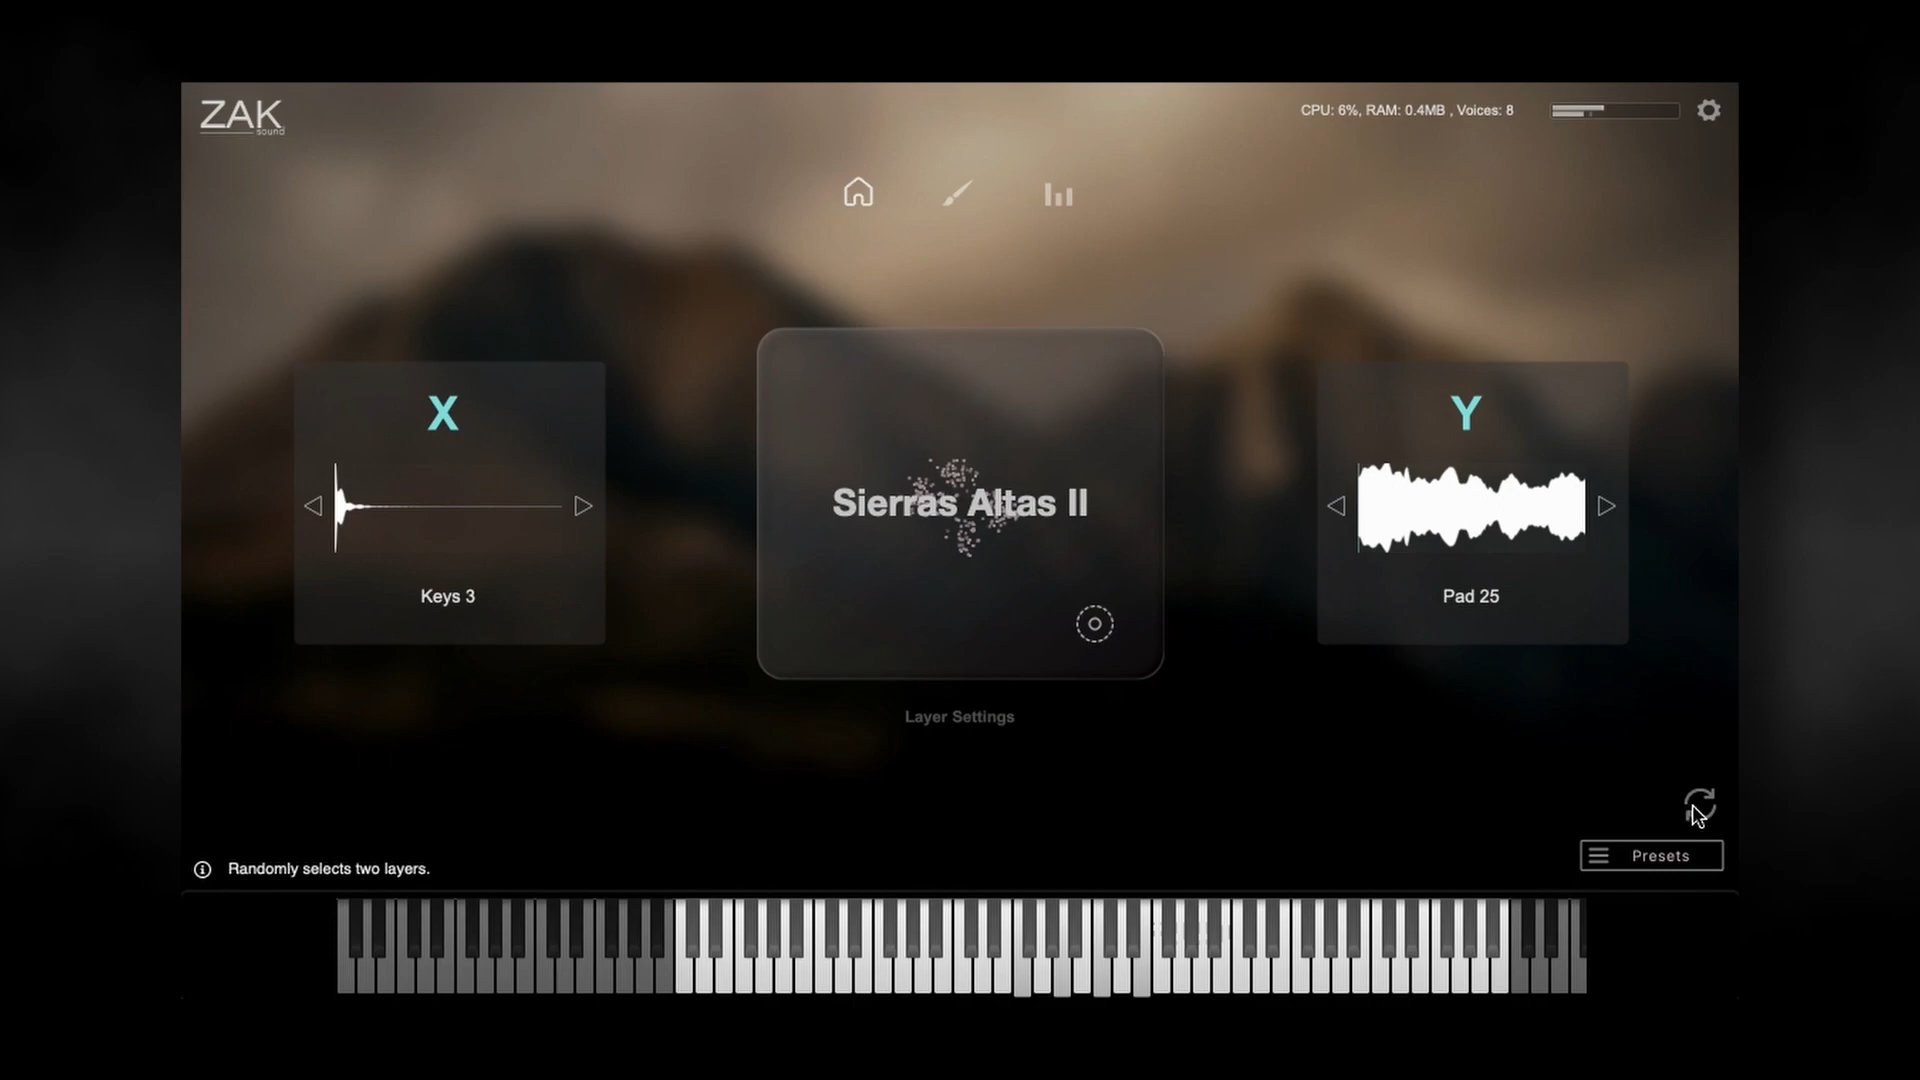 ZAK
sound
CPU: 6%, RAM: 0.4MB , Voices: 8
X
Y
Sierras Altas II
Keys 3
Pad 25
Layer Settings
Randomly selects two layers.
Presets